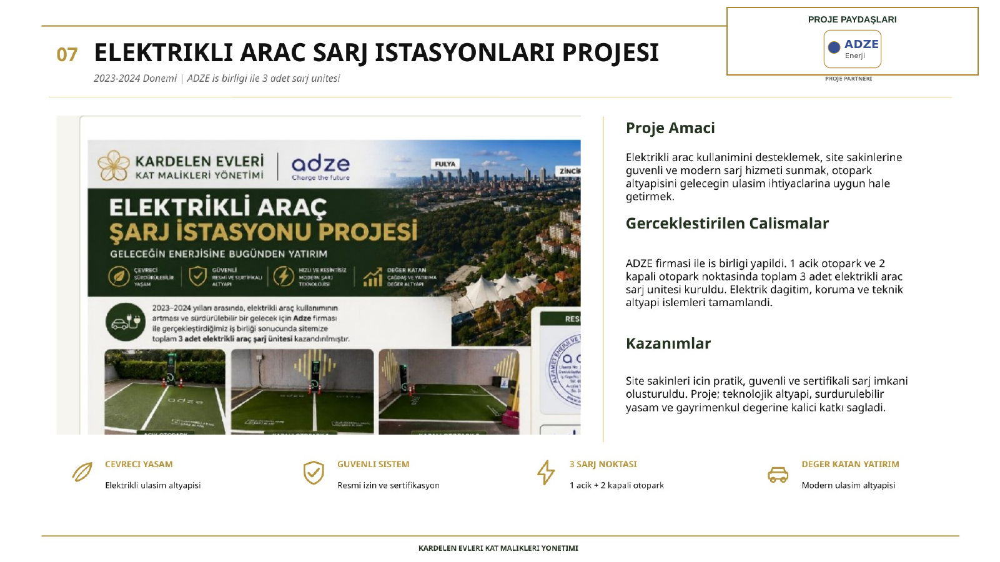 PROJE PAYDAŞLARI
ADZE
Enerji
PROJE PARTNERI
07 ELEKTRIKLI ARAC SARJ ISTASYONLARI PROJESI
2023-2024 Donemi | ADZE is birligi ile 3 adet sarj unitesi
KARDELEN EVLERİ
KAT MALİKLERİ YÖNETİMİ
adze
Charge the future
FULYA
ELEKTRİKLİ ARAÇ
ŞARJ İSTASYONU PROJESİ
GELECEĞİN ENERJİSİNE BUGÜNDEN YATIRIM
ÇEVRECİ
SÜRDÜRÜLEBİLİR
YAŞAM
GÜVENLİ
RESMİ VE SERTİFİKALI
ALTYAPI
HIZLI VE KESİNTİSİZ
MODERN ŞARJ
TEKNOLOJİSİ
DEĞER KATAN
ÇAĞDAŞ VE YATIRIMA
DEĞER ALTYAPI
2023–2024 yılları arasında, elektrikli araç kullanımının
artması ve sürdürülebilir bir gelecek için Adze firması
ile gerçekleştirdiğimiz iş birliği sonucunda sitemize
toplam 3 adet elektrikli araç şarj ünitesi kazandırılmıştır.
adze
Proje Amaci
Elektrikli arac kullanimini desteklemek, site sakinlerine
guvenli ve modern sarj hizmeti sunmak, otopark
altyapisini gelecegin ulasim ihtiyaclarina uygun hale
getirmek.
Gerceklestirilen Calismalar
ADZE firmasi ile is birligi yapildi. 1 acik otopark ve 2
kapali otopark noktasinda toplam 3 adet elektrikli arac
sarj unitesi kuruldu. Elektrik dagitim, koruma ve teknik
altyapi islemleri tamamlandi.
Kazanımlar
Site sakinleri icin pratik, guvenli ve sertifikali sarj imkani
olusturuldu. Proje; teknolojik altyapi, surdurulebilir
yasam ve gayrimenkul degerine kalici katkı sagladi.
CEVRECI YASAM
Elektrikli ulasim altyapisi
GUVENLI SISTEM
Resmi izin ve sertifikasyon
3 SARJ NOKTASI
1 acik + 2 kapali otopark
DEGER KATAN YATIRIM
Modern ulasim altyapisi
KARDELEN EVLERI KAT MALIKLERI YONETIMI